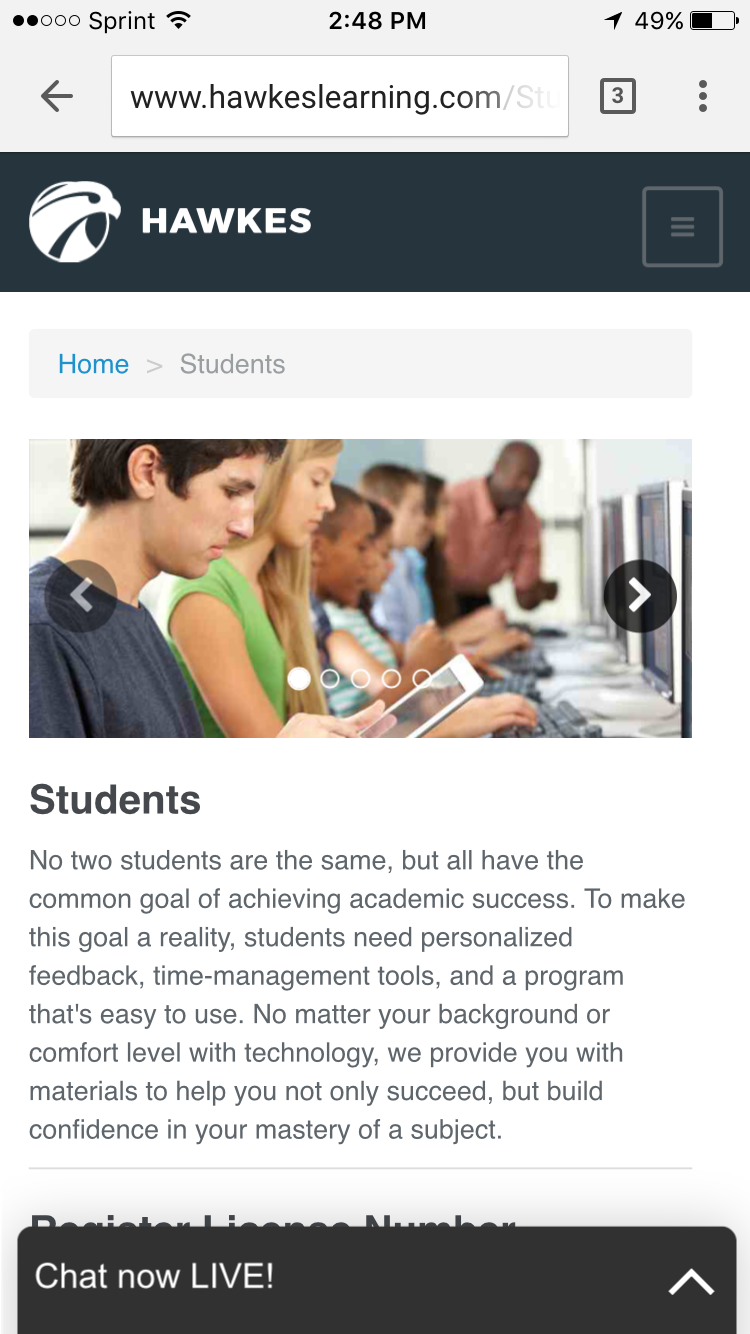 Sprint 2:48 PM 49%
www.hawkeslearning.com/Stu
3
HAWKES
Home > Students
Students
No two students are the same, but all have the
common goal of achieving academic success. To make
this goal a reality, students need personalized
feedback, time-management tools, and a program
that's easy to use. No matter your background or
comfort level with technology, we provide you with
materials to help you not only succeed, but build
confidence in your mastery of a subject.
Register License Number
Chat now LIVE!